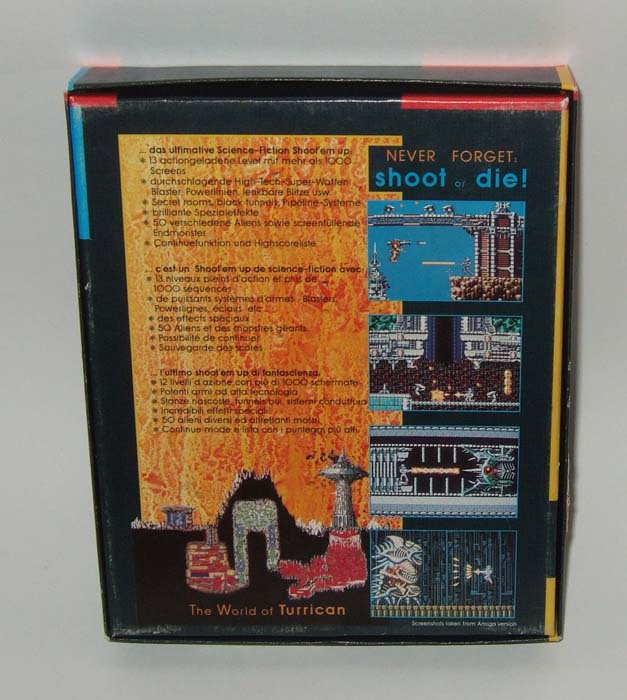 ... das ultimative Science-Fiction Shoot'em up:
* 13 actiongeladene Level mit mehr als 1000
Screens
* durchschlagende High-Tech-Super-Waffen
Blaster, Powerlinien, lenkbare Blitze usw.
* Secret rooms, black tunnels, Pipeline-Systeme
* brilliante Spezialeffekte
* 50 verschiedene Aliens sowie screenfüllende
Endmonster
* Continuefunktion und Highscoreliste
... c'est un Shoot'em up de science-fiction avec:
* 13 niveaux pleins d'action et plus de
1000 séquences
* de puissants systèmes d'armes: Blasters,
Powerlignes, éclairs etc.
* des effects spéciaux
* 50 Aliens et des monstres géants
* Possibilité de continuer
* Sauvegarde des scores
... l'ultimo shoot'em up di fantascienza:
* 12 livelli d'azione con più di 1000 schermate
* Potenti armi ad alta tecnologia
* Stanze nascoste, tunnels bui, sistemi conduttura
* Incredibili effetti speciali
* 50 alieni diversi ed altrettanti mostri
* Continue mode e lista con i punteggi più alti
NEVER FORGET:
shoot or die!
The World of Turrican
Screenshots taken from Amiga version